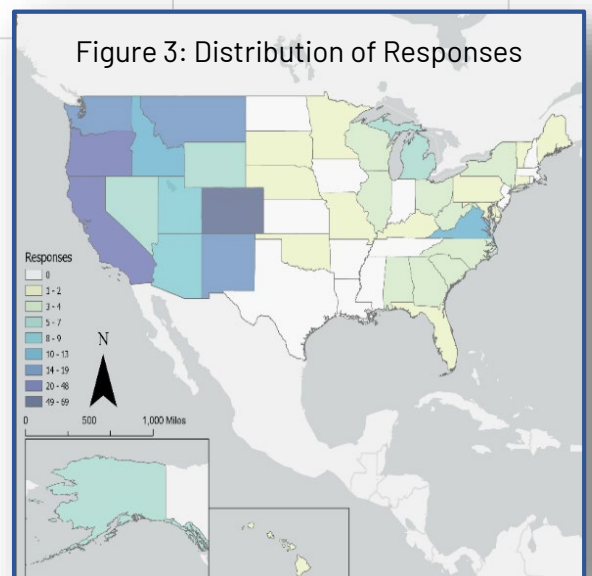 Figure 3: Distribution of Responses
Responses
0
1 - 2
3 - 4
5 - 7
8 - 9
10 - 13
14 - 19
20 - 48
49 - 69
N
0 500 1,000 Miles